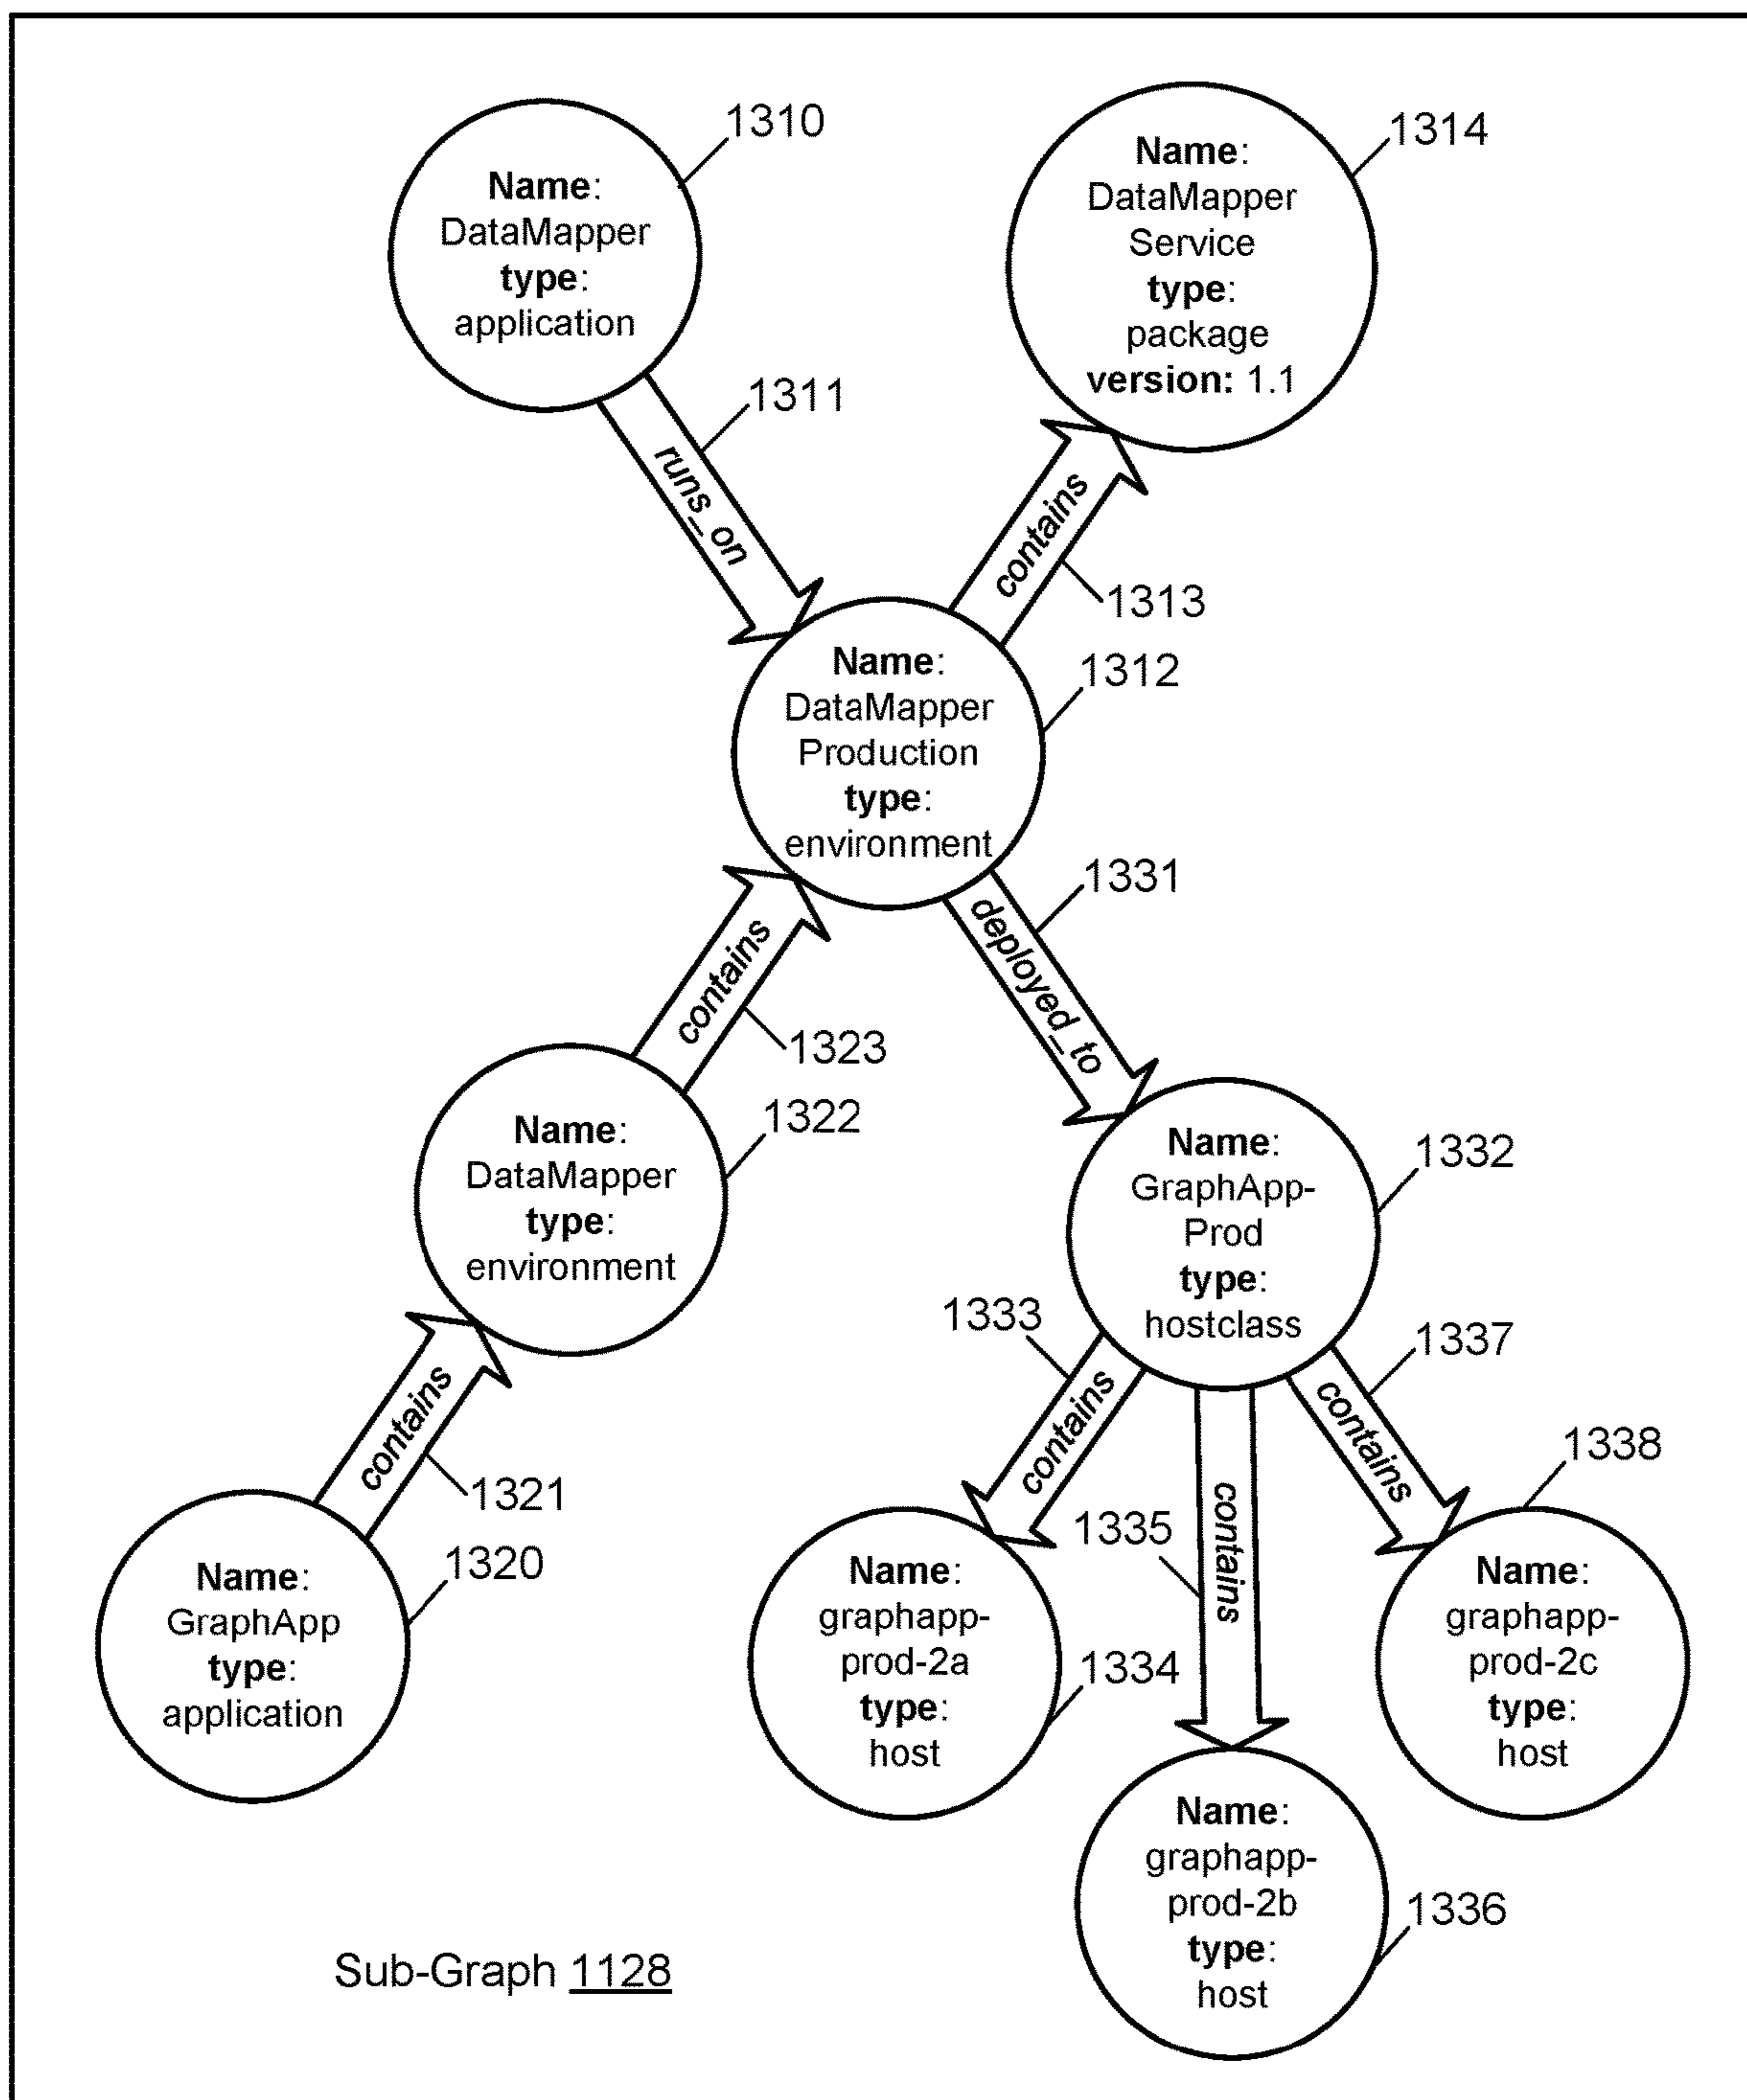 1310
Name:
DataMapper
type:
application
1314
Name:
DataMapper
Service
type:
package
version: 1.1
1311
runs_on
contains
1313
1312
Name:
DataMapper
Production
type:
environment
1331
deployed_to
contains
1323
1322
Name:
DataMapper
type:
environment
1332
Name:
GraphApp-
Prod
type:
hostclass
contains
1321
1320
Name:
GraphApp
type:
application
1333
contains
1335
contains
1337
contains
1338
Name:
graphapp-
prod-2a
type:
host
1334
Name:
graphapp-
prod-2c
type:
host
Name:
graphapp-
prod-2b
type:
host
1336
Sub-Graph 1128